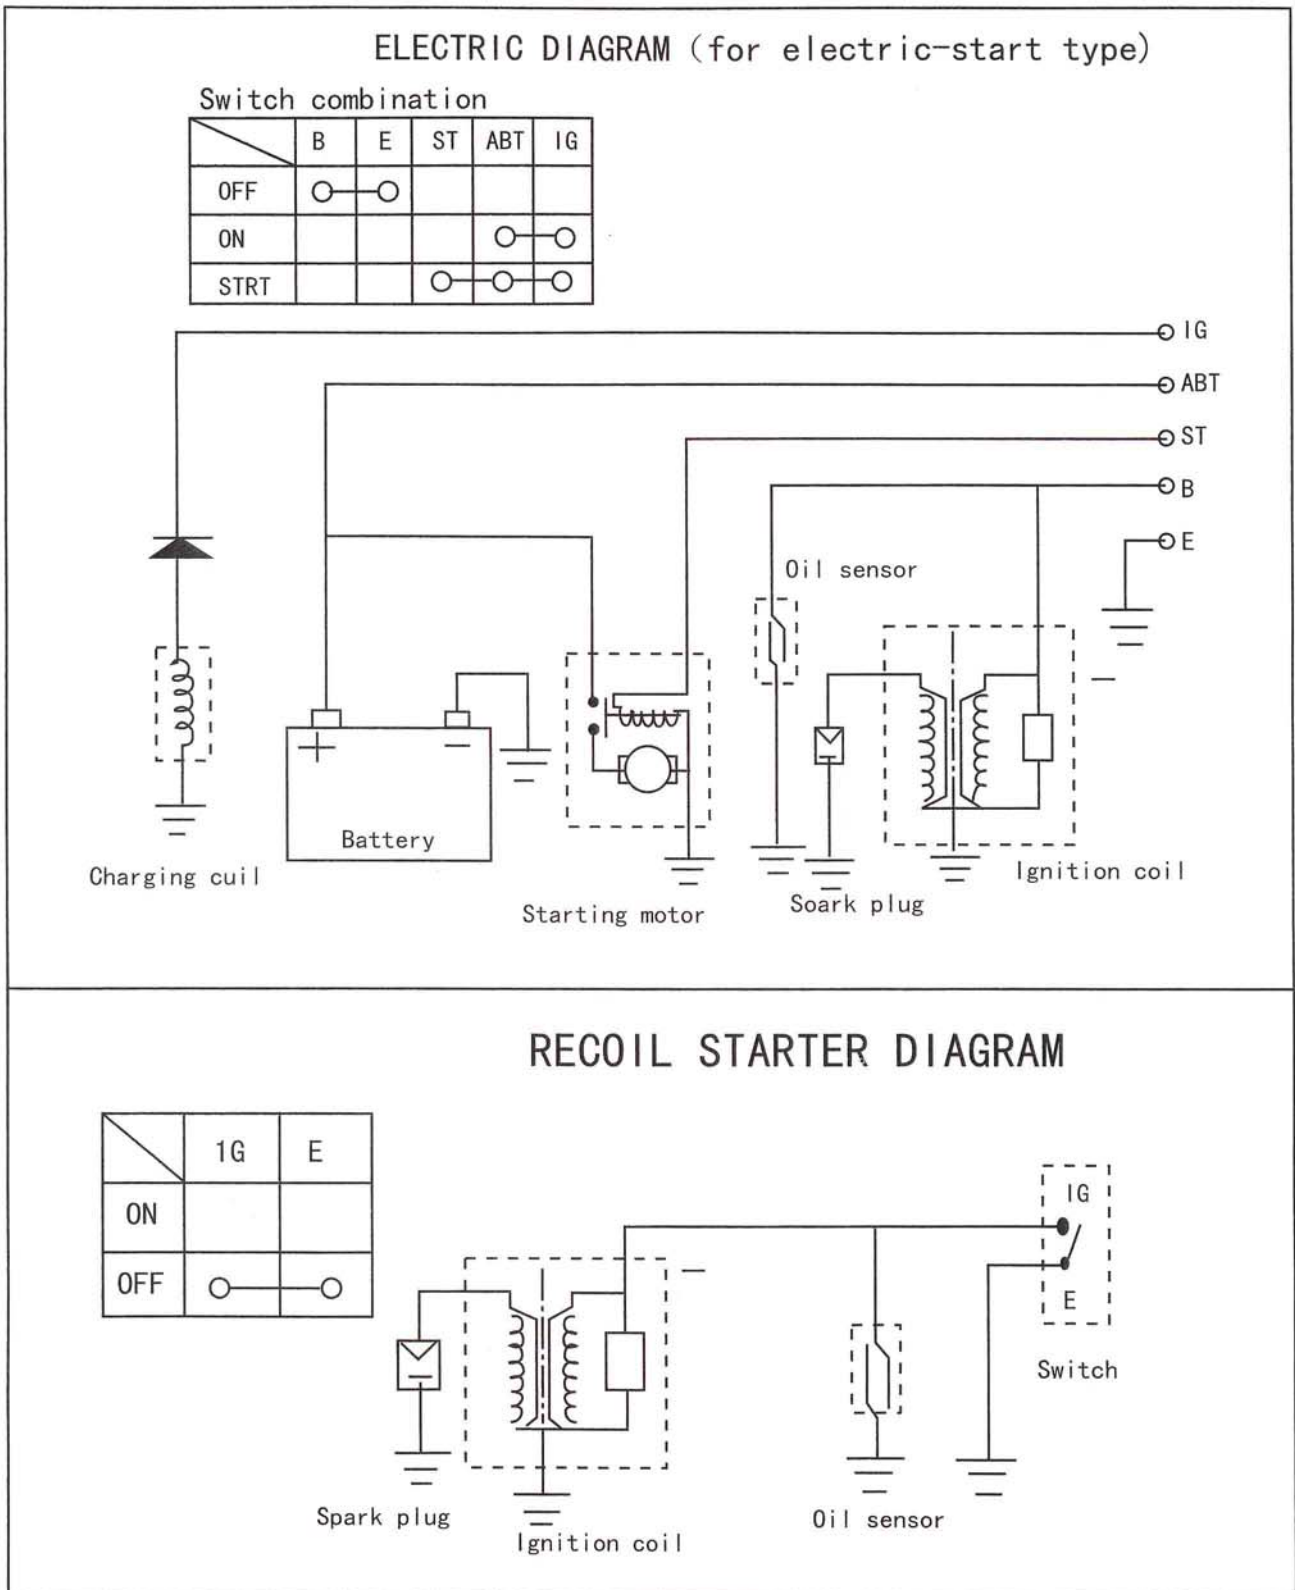 ELECTRIC DIAGRAM (for electric-start type)
Switch combination
B E ST ABT IG
OFF
ON
STRT
IG
ABT
ST
B
E
Oil sensor
+ −
Battery
Charging cuil
Starting motor
Soark plug
Ignition coil
RECOIL STARTER DIAGRAM
1G E
ON
OFF
IG
E
Switch
Spark plug
Ignition coil
Oil sensor